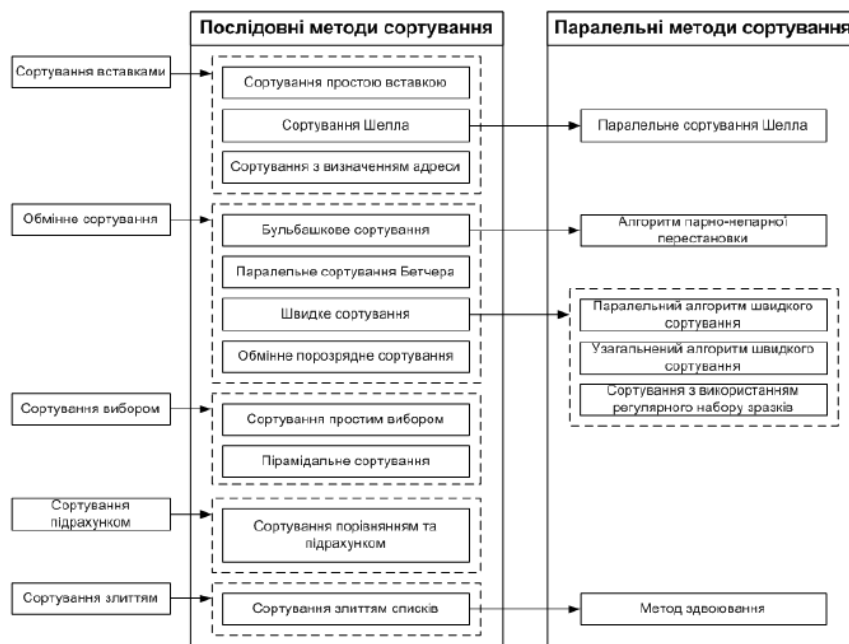 Послідовні методи сортування
Паралельні методи сортування
Сортування вставками
Сортування простою вставкою
Сортування Шелла
Паралельне сортування Шелла
Сортування з визначенням адреси
Обмінне сортування
Бульбашкове сортування
Алгоритм парно-непарної
перестановки
Паралельне сортування Бетчера
Швидке сортування
Паралельний алгоритм швидкого
сортування
Узагальнений алгоритм швидкого
сортування
Обмінне порозрядне сортування
Сортування з використанням
регулярного набору зразків
Сортування вибором
Сортування простим вибором
Пірамідальне сортування
Сортування
підрахунком
Сортування порівнянням та
підрахунком
Сортування злиттям
Сортування злиттям списків
Метод здвоювання